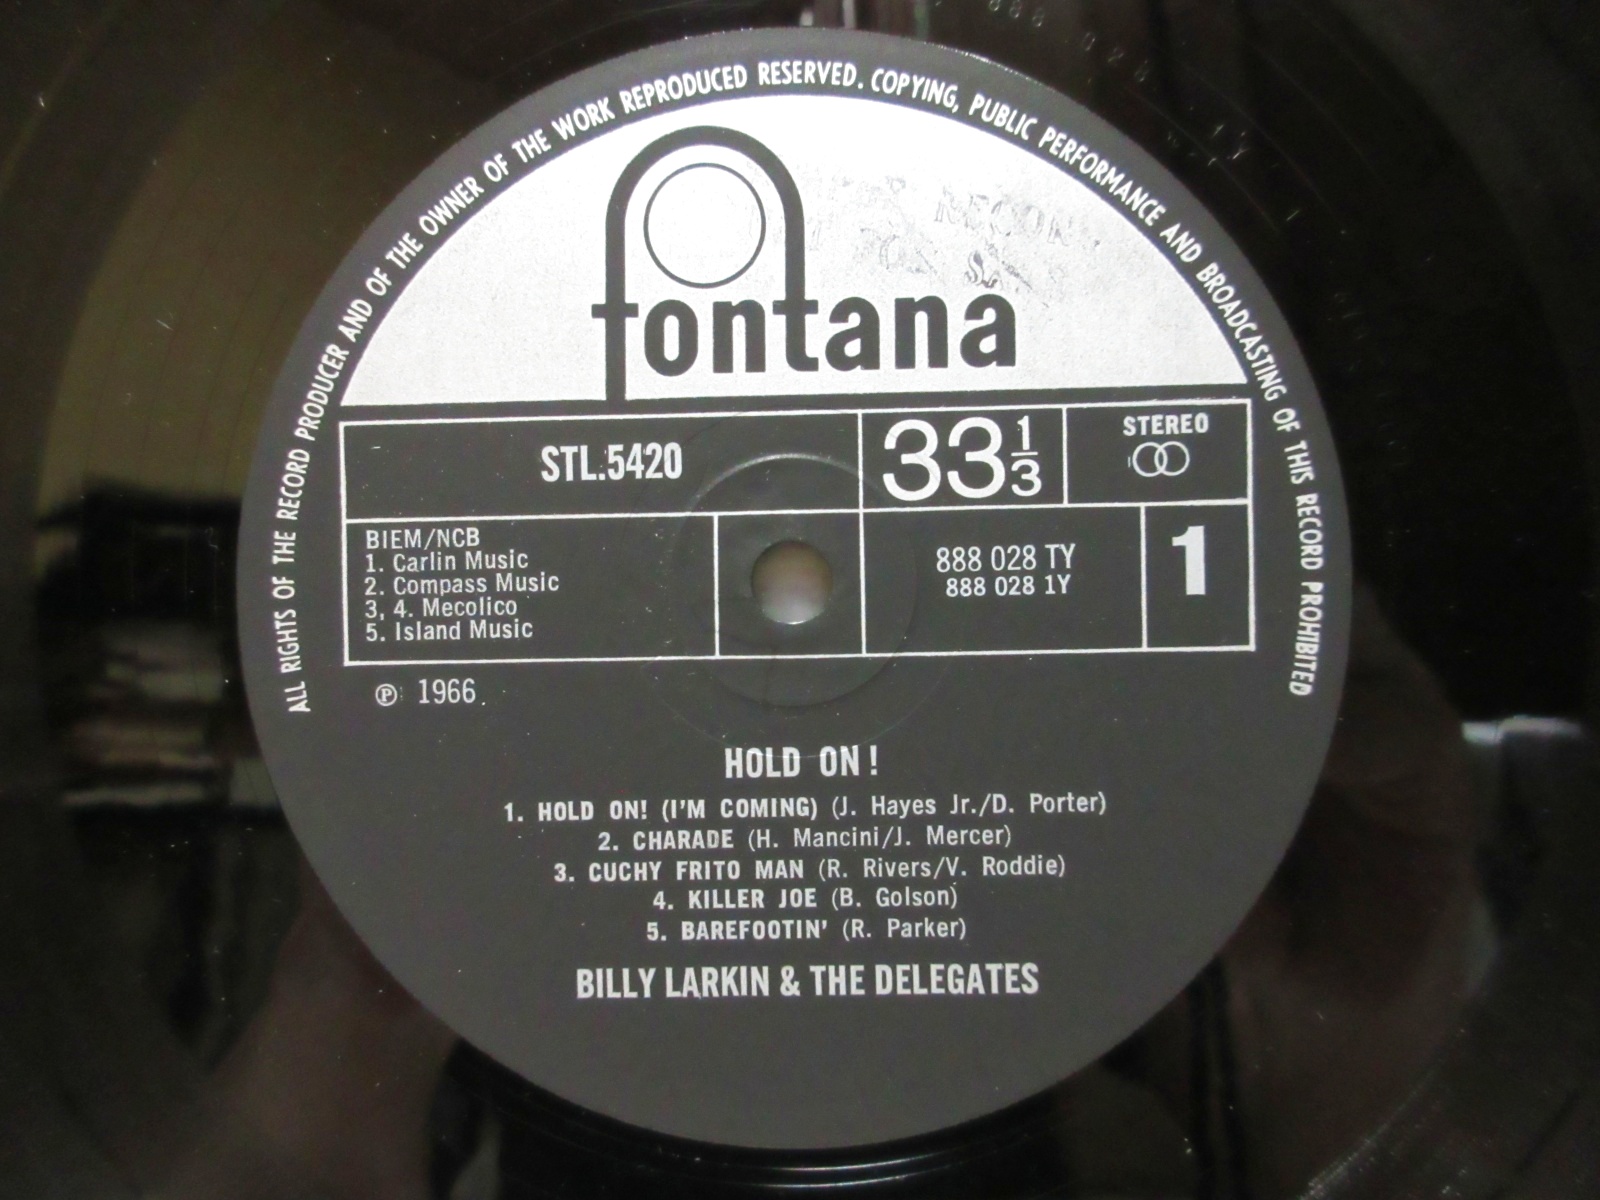 ALL RIGHTS OF THE RECORD PRODUCER AND OF THE OWNER OF THE WORK REPRODUCED RESERVED. COPYING, PUBLIC PERFORMANCE AND BROADCASTING OF THIS RECORD PROHIBITED
fontana
STL.5420
33 1/3
STEREO
BIEM/NCB
1. Carlin Music
2. Compass Music
3, 4. Mecolico
5. Island Music
888 028 TY
888 028 1Y
1
℗ 1966
HOLD ON!
1. HOLD ON! (I'M COMING) (J. Hayes Jr./D. Porter)
2. CHARADE (H. Mancini/J. Mercer)
3. CUCHY FRITO MAN (R. Rivers/V. Roddie)
4. KILLER JOE (B. Golson)
5. BAREFOOTIN' (R. Parker)
BILLY LARKIN & THE DELEGATES